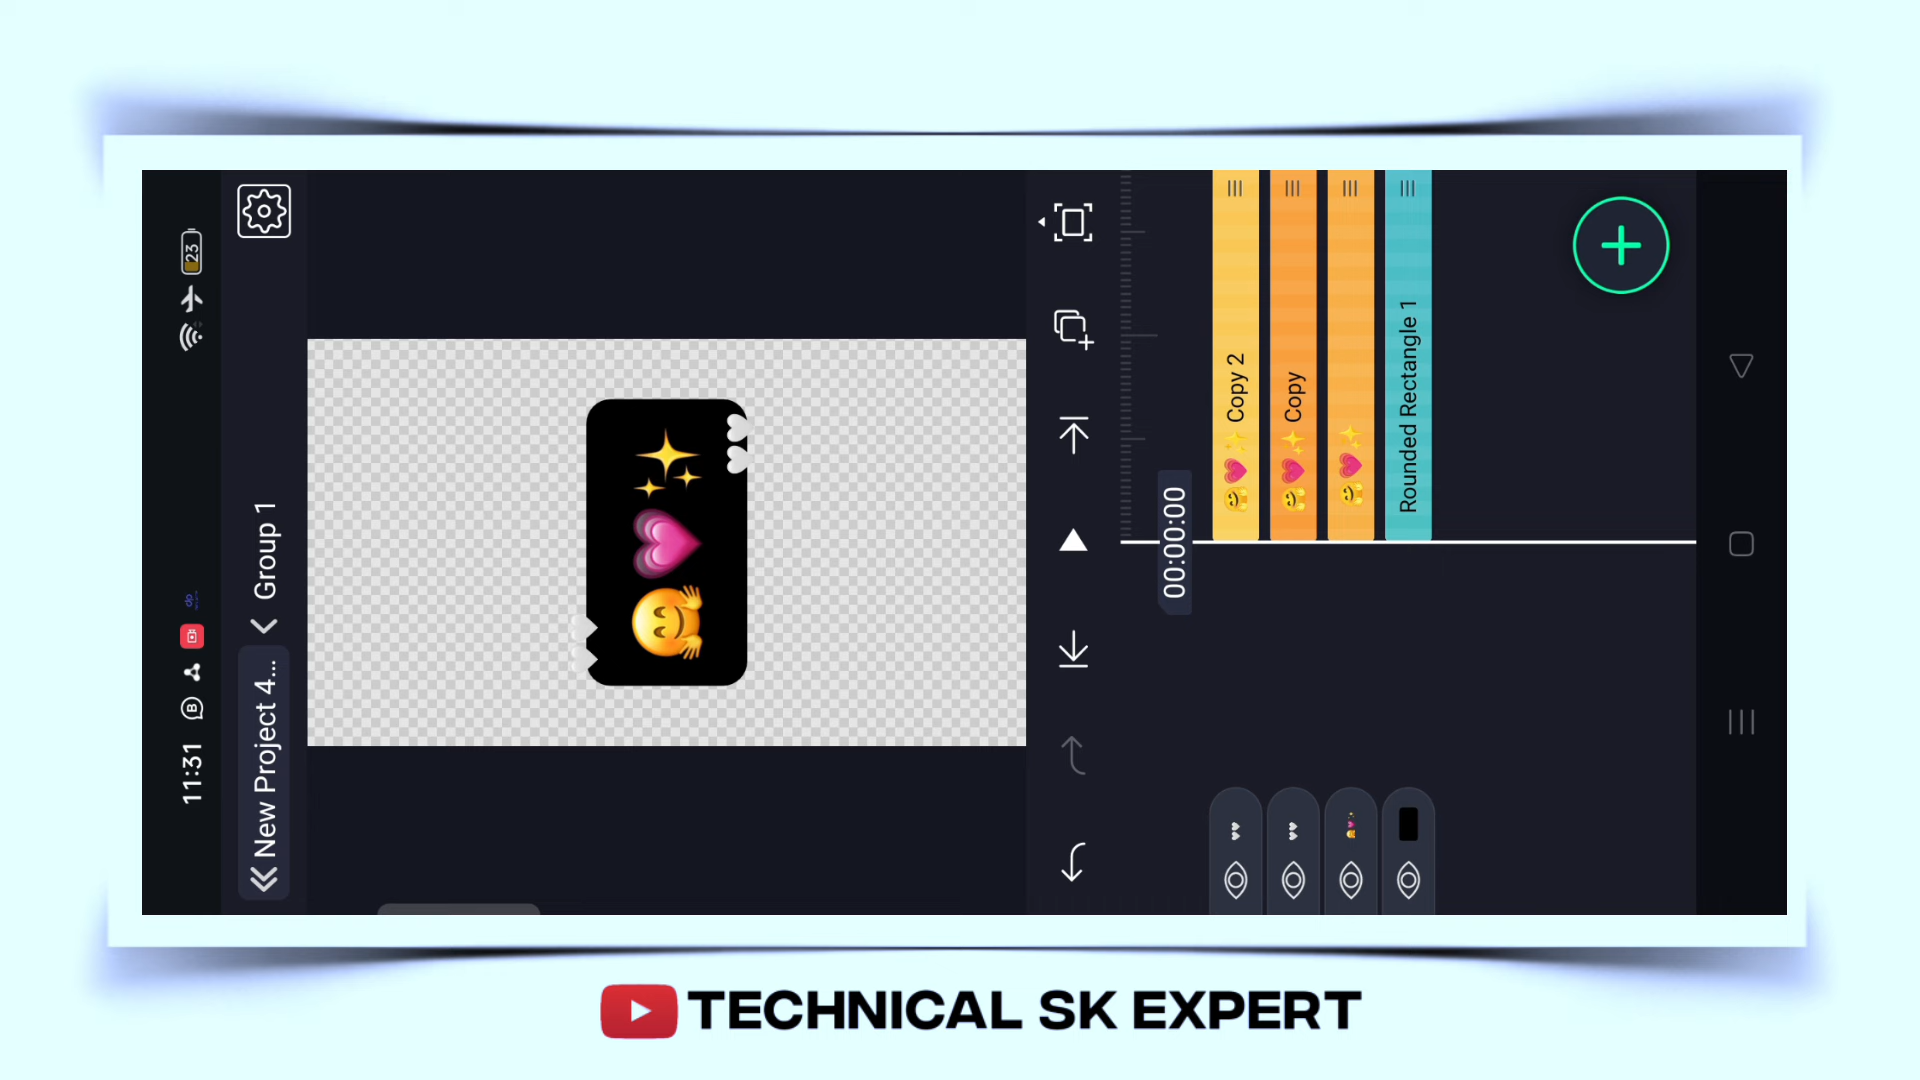 11:31
23
New Project 4...
Group 1
00:00:00
🤗💗✨ Copy 2
🤗💗✨ Copy
🤗💗✨
Rounded Rectangle 1
✨💗🤗
TECHNICAL SK EXPERT